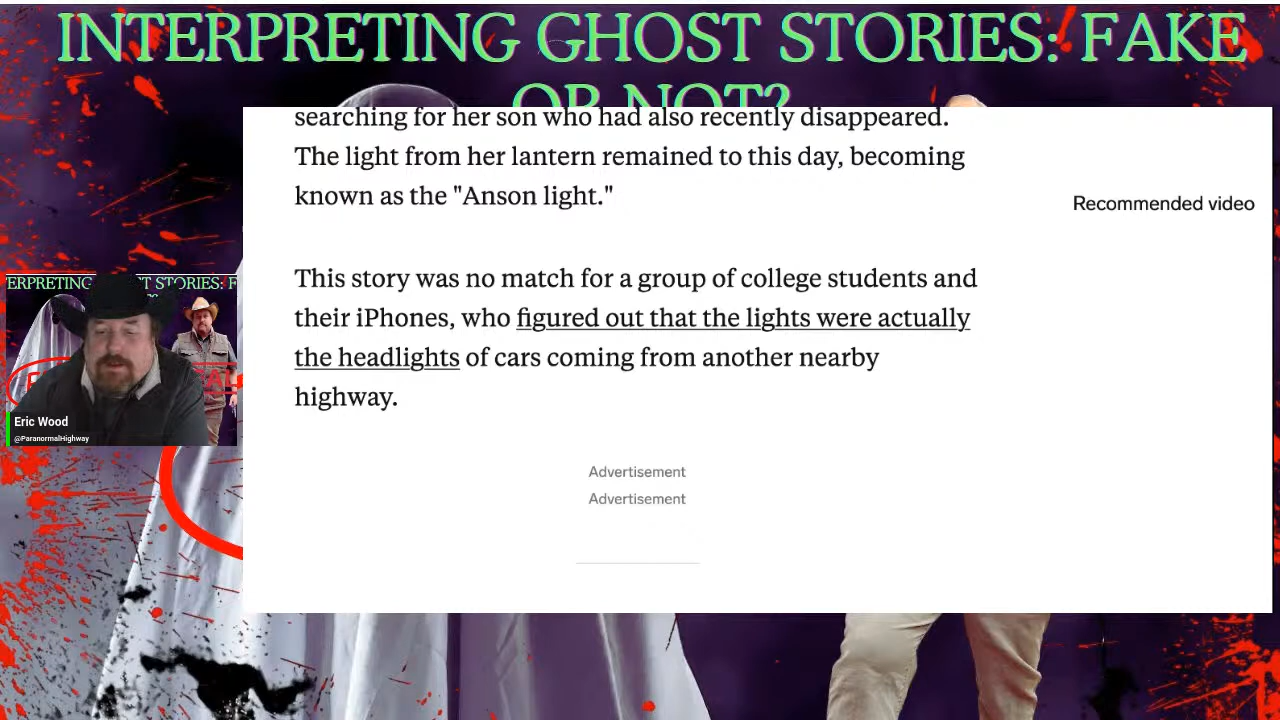 INTERPRETING GHOST STORIES: FAKE
OR NOT?
searching for her son who had also recently disappeared.
The light from her lantern remained to this day, becoming
known as the "Anson light."
Recommended video
This story was no match for a group of college students and
their iPhones, who figured out that the lights were actually
the headlights of cars coming from another nearby
highway.
Advertisement
Advertisement
ERPRETING
T STORIES: F
Eric Wood
@ParanormalHighway